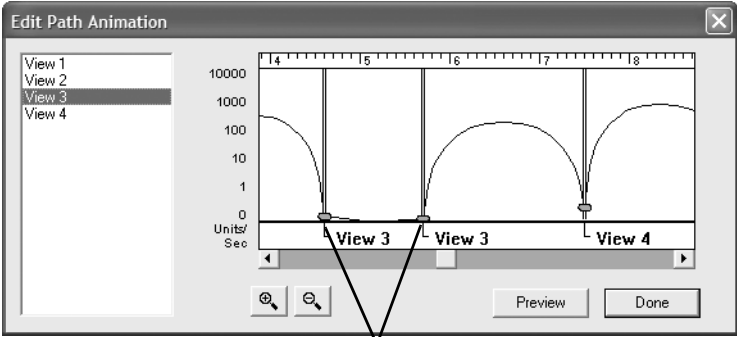 Edit Path Animation
View 1
View 2
View 3
View 4
4 5 6 7 8
10000
1000
100
10
1
0
Units/
Sec
View 3 View 3 View 4
Preview Done